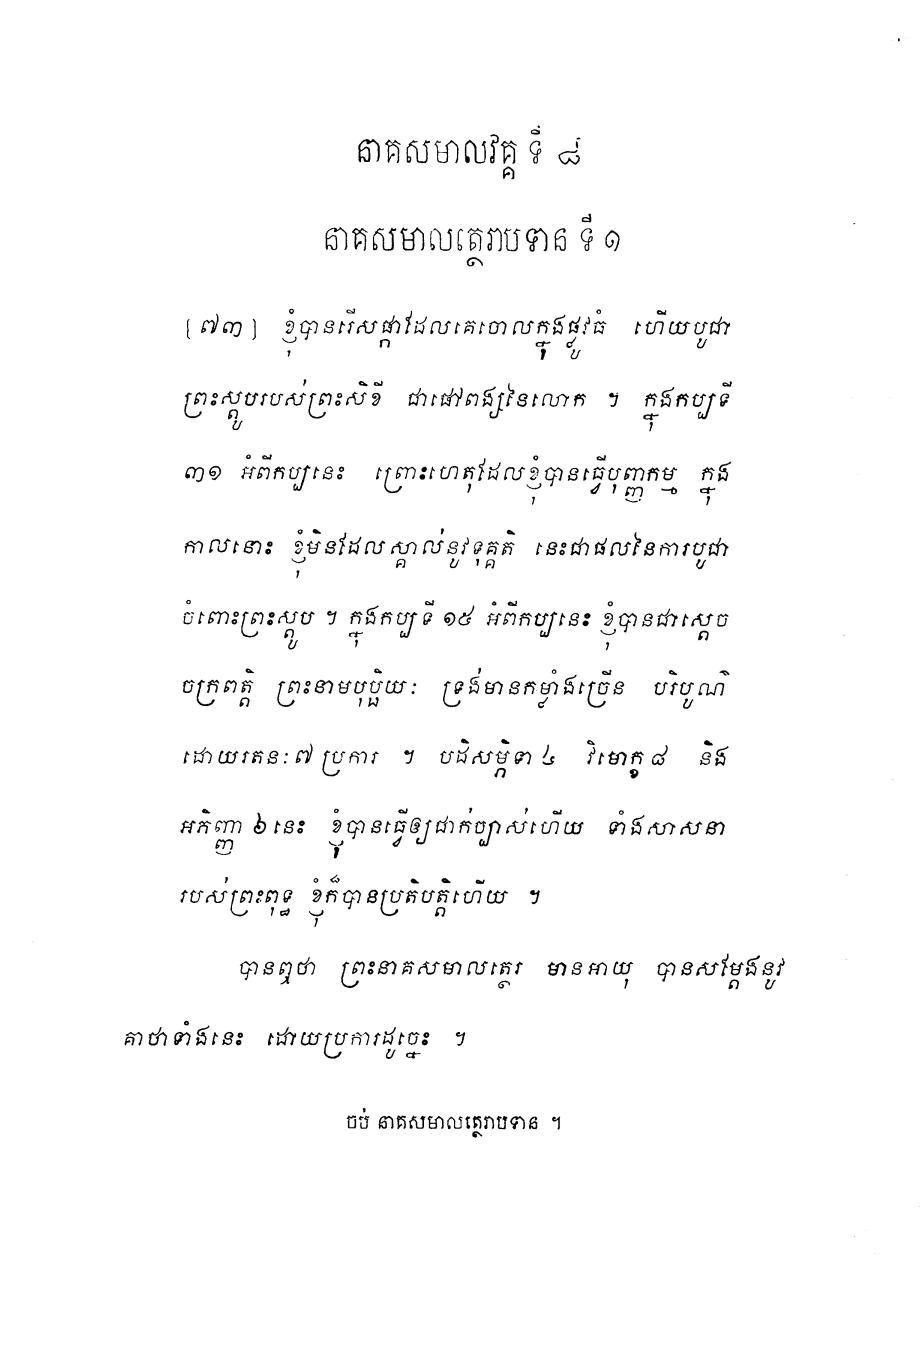 នាគសមាលវគ្គ ទី ៨
នាគសមាលត្ថេរាបទាន ទី ១
[៧៣] ខ្ញុំបានរើសផ្កាដែលគេចោលក្នុងផ្លូវធំ ហើយបូជា
ព្រះស្តូបរបស់ព្រះសិខី ជាផៅពង្សនៃលោក ។ ក្នុងកប្បទី
៣១ អំពីកប្បនេះ ព្រោះហេតុដែលខ្ញុំបានធ្វើបុញ្ញកម្ម ក្នុង
កាលនោះ ខ្ញុំមិនដែលស្គាល់នូវទុគ្គតិ នេះជាផលនៃការបូជា
ចំពោះព្រះស្តូប ។ ក្នុងកប្បទី ១៥ អំពីកប្បនេះ ខ្ញុំបានជាស្តេច
ចក្រពត្តិ ព្រះនាមបុប្ផិយៈ ទ្រង់មានកម្លាំងច្រើន បរិបូណ៌
ដោយរតនៈ ៧ ប្រការ ។ បដិសម្ភិទា ៤ វិមោក្ខ ៨ និង
អភិញ្ញា ៦ នេះ ខ្ញុំបានធ្វើឲ្យជាក់ច្បាស់ហើយ ទាំងសាសនា
របស់ព្រះពុទ្ធ ខ្ញុំក៏បានប្រតិបត្តិហើយ ។
បានឮថា ព្រះនាគសមាលត្ថេរ មានអាយុ បានសម្តែងនូវ
គាថាទាំងនេះ ដោយប្រការដូច្នេះ ។
ចប់ នាគសមាលត្ថេរាបទាន ។